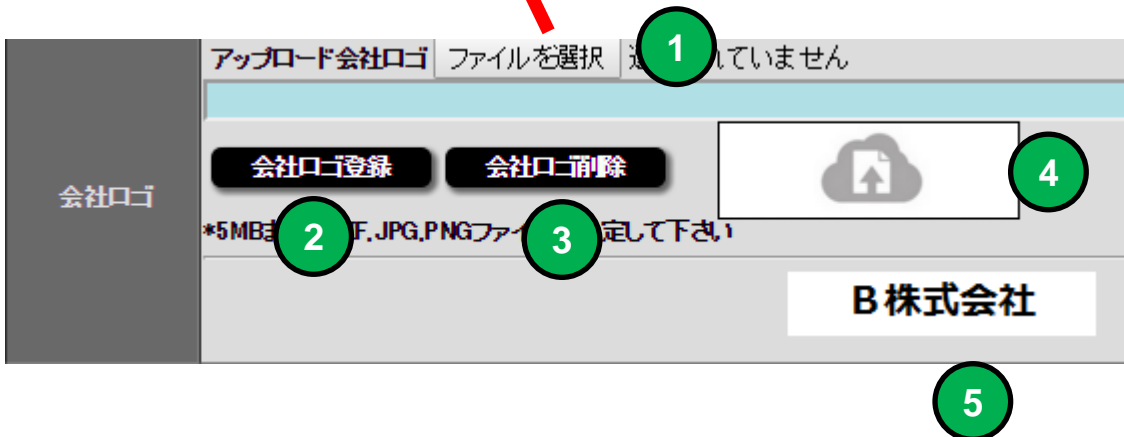 アップロード会社ロゴ ファイルを選択 れていません
1
会社ロゴ
会社ロゴ登録 会社ロゴ削除
4
*5MB F,JPG,PNGファイ 定して下さい
2
3
B株式会社
5